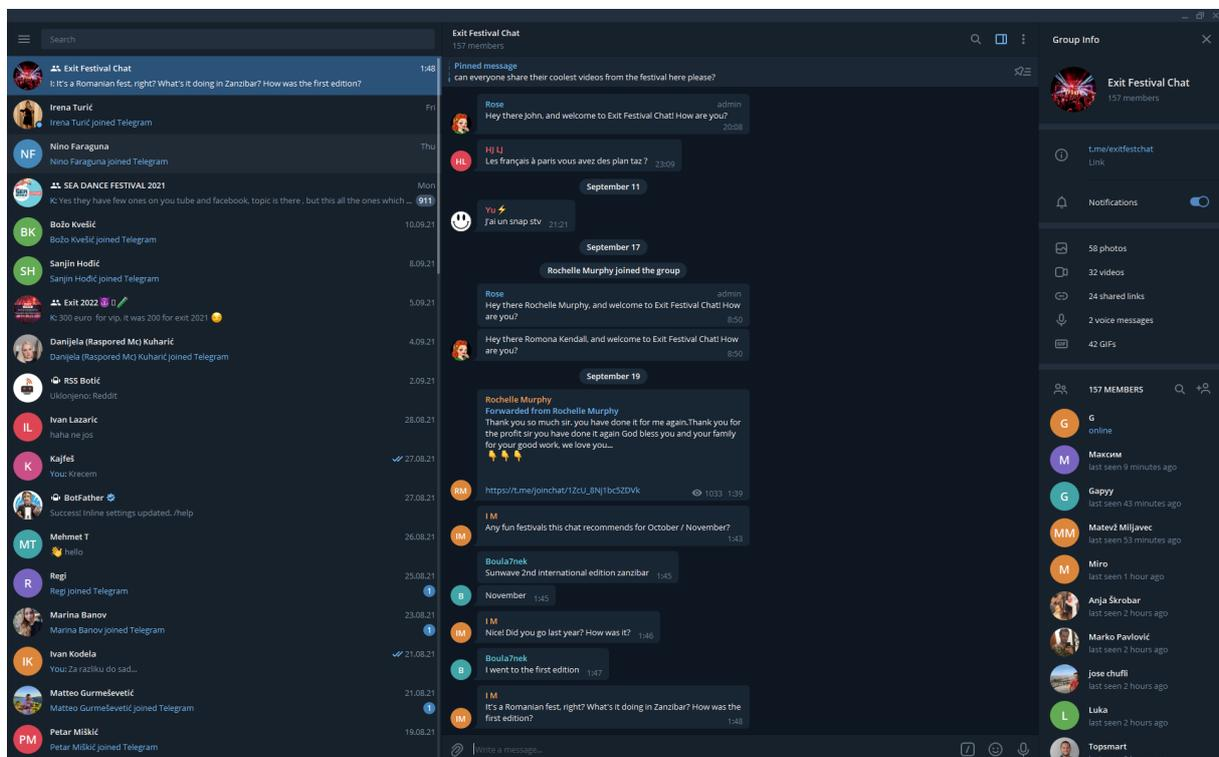 Search
Exit Festival Chat
1:48
I: It's a Romanian fest, right? What's it doing in Zanzibar? How was the first edition?
Irena Turić
Fri
Irena Turić joined Telegram
NF
Nino Faraguna
Thu
Nino Faraguna joined Telegram
SEA DANCE FESTIVAL 2021
Mon
K: Yes they have few ones on you tube and facebook, topic is there , but this all the ones which ...
911
BK
Božo Kvešić
10.09.21
Božo Kvešić joined Telegram
SH
Sanjin Hođić
8.09.21
Sanjin Hođić joined Telegram
Exit 2022
5.09.21
K: 300 euro for vip, it was 200 for exit 2021
Danijela (Raspored Mc) Kuharić
4.09.21
Danijela (Raspored Mc) Kuharić joined Telegram
RSS Botić
2.09.21
Uklonjeno: Reddit
IL
Ivan Lazaric
28.08.21
haha ne jos
K
Kajfeš
27.08.21
You: Krecem
BotFather
27.08.21
Success! Inline settings updated. /help
MT
Mehmet T
26.08.21
👋 hello
R
Regi
25.08.21
Regi joined Telegram
1
Marina Banov
23.08.21
Marina Banov joined Telegram
1
IK
Ivan Kodela
21.08.21
You: Za razliku do sad...
Matteo Gurmešević
21.08.21
Matteo Gurmešević joined Telegram
1
PM
Petar Miškić
19.08.21
Petar Miškić joined Telegram
Exit Festival Chat
157 members
Pinned message
can everyone share their coolest videos from the festival here please?
Rose
admin
Hey there John, and welcome to Exit Festival Chat! How are you?
20:08
HL
HJ LJ
Les français à paris vous avez des plan taz ? 23:09
September 11
Yu ⚡
J'ai un snap stv 21:21
September 17
Rochelle Murphy joined the group
Rose
admin
Hey there Rochelle Murphy, and welcome to Exit Festival Chat! How
are you?
8:50
Hey there Romona Kendall, and welcome to Exit Festival Chat! How
are you?
8:50
September 19
Rochelle Murphy
Forwarded from Rochelle Murphy
Thank you so much sir. you have done it for me again.Thank you for
the profit sir you have done it again God bless you and your family
for your good work, we love you...
👇👇👇
RM
https://t.me/joinchat/1ZcU_8Nj1bc5ZDVk
1033 1:39
I M
IM
Any fun festivals this chat recommends for October / November?
1:43
Boula7nek
Sunwave 2nd international edition zanzibar 1:45
B
November 1:45
I M
IM
Nice! Did you go last year? How was it? 1:46
Boula7nek
B
I went to the first edition 1:47
I M
It's a Romanian fest, right? What's it doing in Zanzibar? How was the
first edition?
IM
1:48
Write a message...
Group Info
Exit Festival Chat
157 members
t.me/exitfestchat
Link
Notifications
58 photos
32 videos
24 shared links
2 voice messages
GIF
42 GIFs
157 MEMBERS
G
G
online
M
Максим
last seen 9 minutes ago
G
Gapyy
last seen 43 minutes ago
MM
Matevž Miljavec
last seen 53 minutes ago
M
Miro
last seen 1 hour ago
Anja Škrobar
last seen 2 hours ago
Marko Pavlović
last seen 2 hours ago
jose chufli
last seen 2 hours ago
L
Luka
last seen 2 hours ago
Topsmart